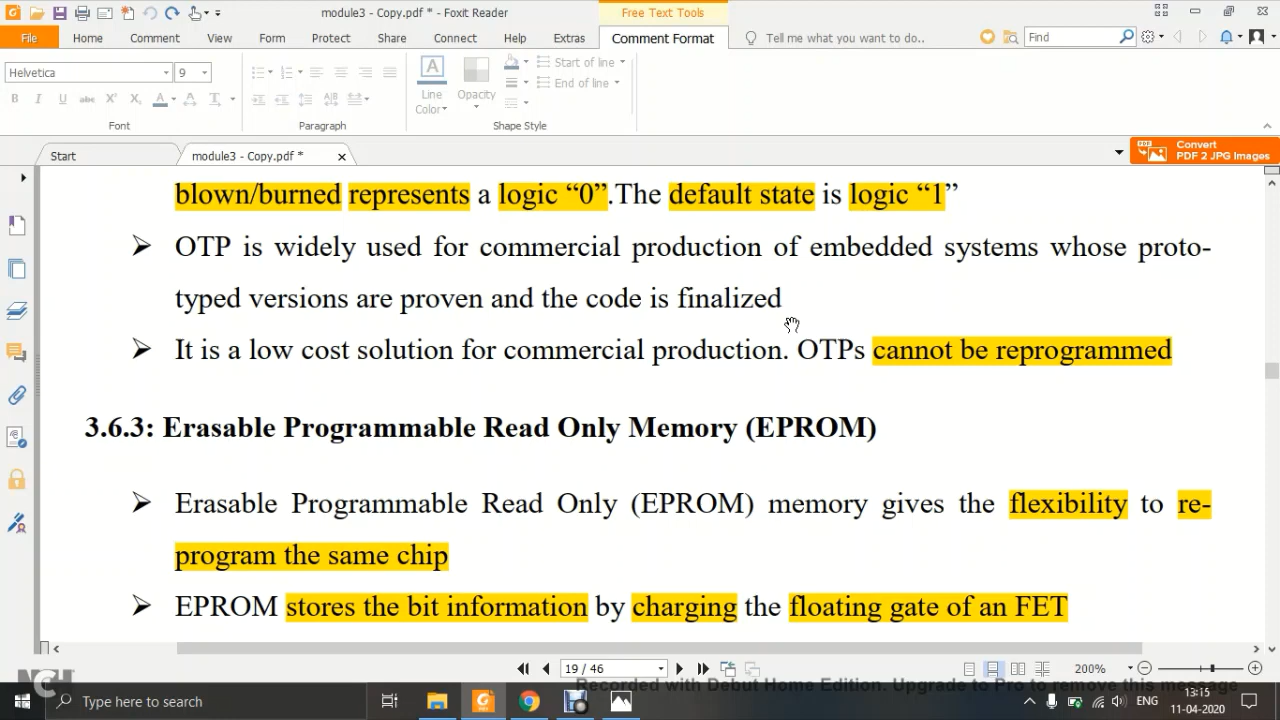 module3 - Copy.pdf * - Foxit Reader
Free Text Tools
File Home Comment View Form Protect Share Connect Help Extras Comment Format Tell me what you want to do.. Find
Helvetica 9
Start of line
End of line
Line Color
Opacity
Font Paragraph Shape Style
Start module3 - Copy.pdf *
Convert
PDF 2 JPG Images
blown/burned represents a logic “0”.The default state is logic “1”
➢ OTP is widely used for commercial production of embedded systems whose proto-
typed versions are proven and the code is finalized
➢ It is a low cost solution for commercial production. OTPs cannot be reprogrammed
3.6.3: Erasable Programmable Read Only Memory (EPROM)
➢ Erasable Programmable Read Only (EPROM) memory gives the flexibility to re-
program the same chip
➢ EPROM stores the bit information by charging the floating gate of an FET
19 / 46 200%
NCH
Recorded with Debut Home Edition. Upgrade to Pro to remove this message
Type here to search
ENG
13:15
11-04-2020